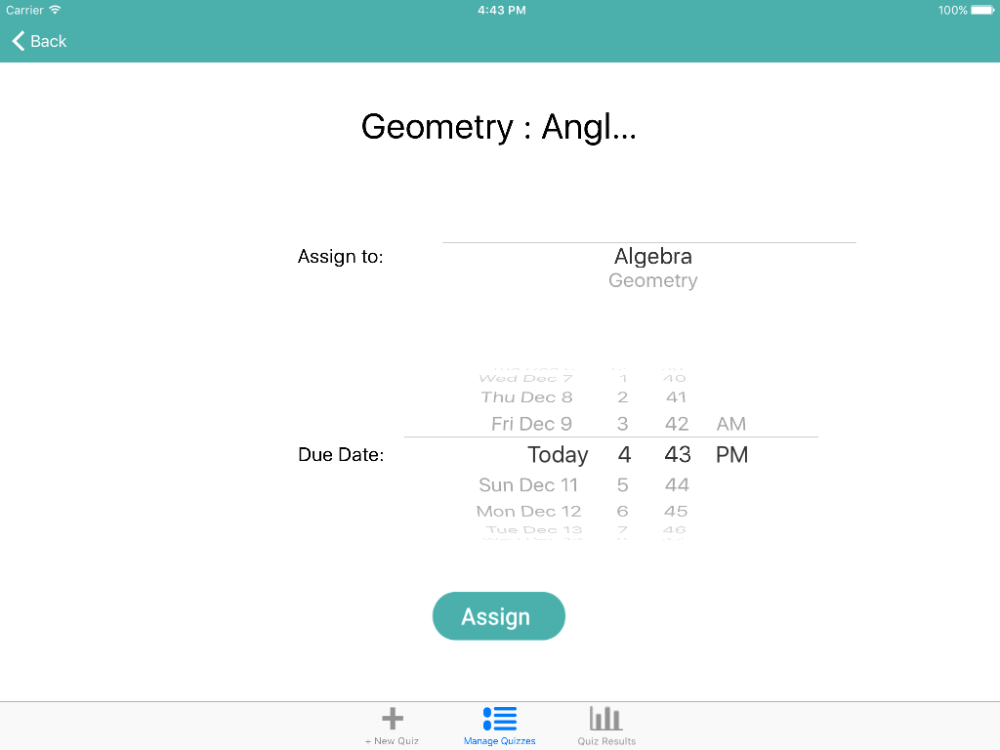 Carrier 4:43 PM 100%
Back
Geometry : Angl...
Assign to:
Algebra
Geometry
Wed Dec 7 1 40
Thu Dec 8 2 41
Fri Dec 9 3 42 AM
Due Date: Today 4 43 PM
Sun Dec 11 5 44
Mon Dec 12 6 45
Tue Dec 13 7 46
Assign
+ New Quiz Manage Quizzes Quiz Results